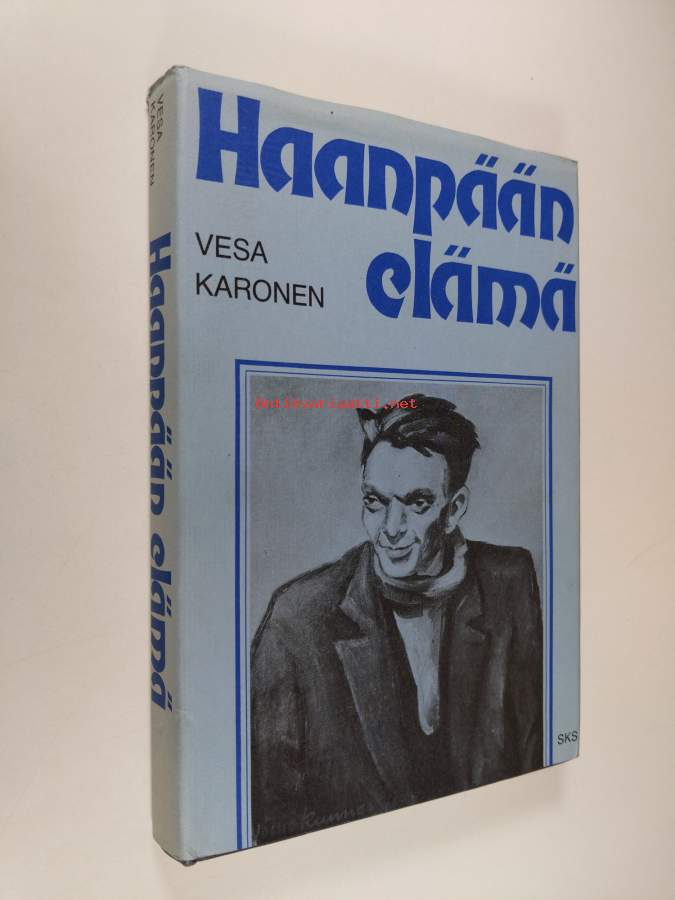 Haanpään
elämä
VESA
KARONEN
antikvariaatti.net
SKS
VESA
KARONEN
Haanpään elämä